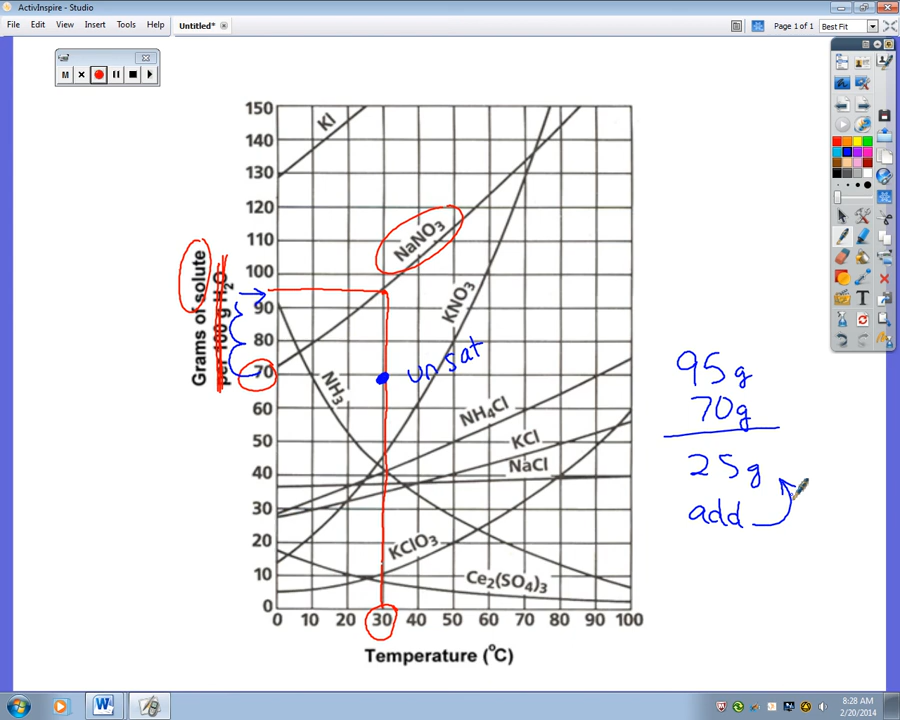 ActivInspire - Studio
File Edit View Insert Tools Help
Untitled*
Page 1 of 1
Best Fit
150
140
130
120
110
100
90
80
70
60
50
40
30
20
10
0
Grams of solute
per 100 g H₂O
KI
NaNO₃
KNO₃
NH₃
un sat
NH₄Cl
KCl
NaCl
KClO₃
Ce₂(SO₄)₃
0 10 20 30 40 50 60 70 80 90 100
Temperature (°C)
95g
70g
25g
add
8:28 AM
2/20/2014